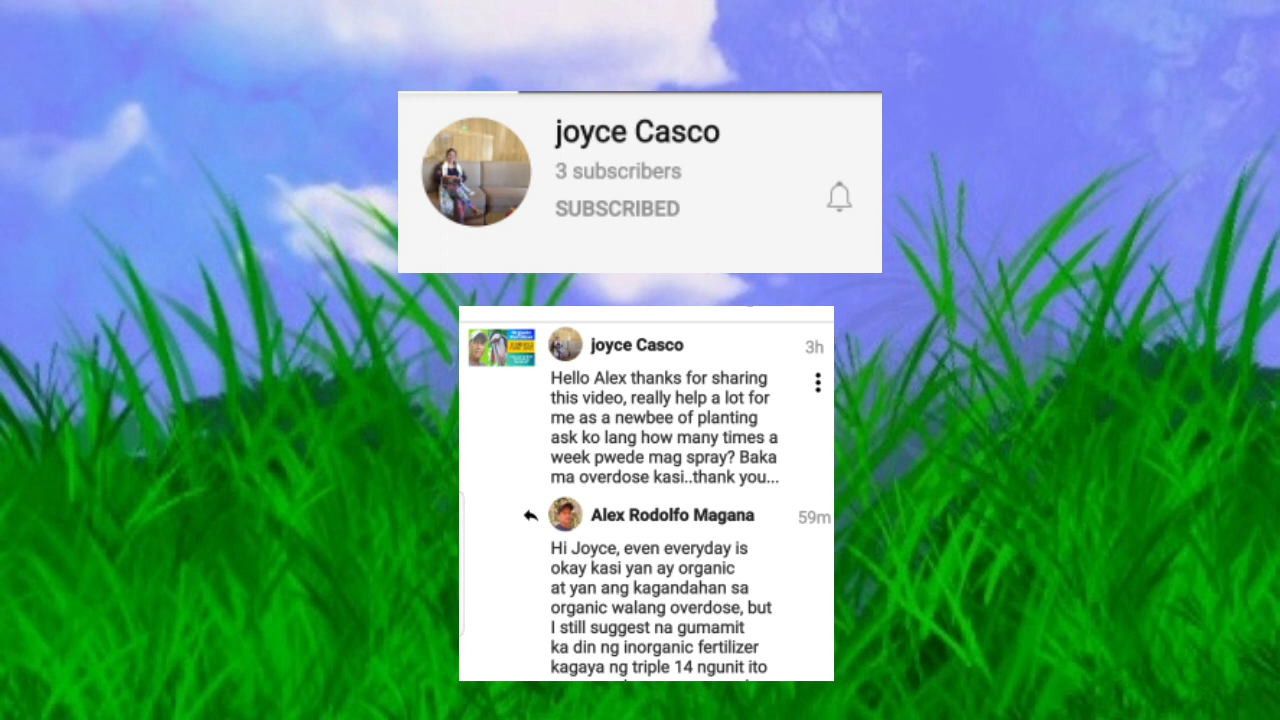 joyce Casco
3 subscribers
SUBSCRIBED
joyce Casco 3h
Hello Alex thanks for sharing
this video, really help a lot for
me as a newbee of planting
ask ko lang how many times a
week pwede mag spray? Baka
ma overdose kasi..thank you...
Alex Rodolfo Magana 59m
Hi Joyce, even everyday is
okay kasi yan ay organic
at yan ang kagandahan sa
organic walang overdose, but
I still suggest na gumamit
ka din ng inorganic fertilizer
kagaya ng triple 14 ngunit ito